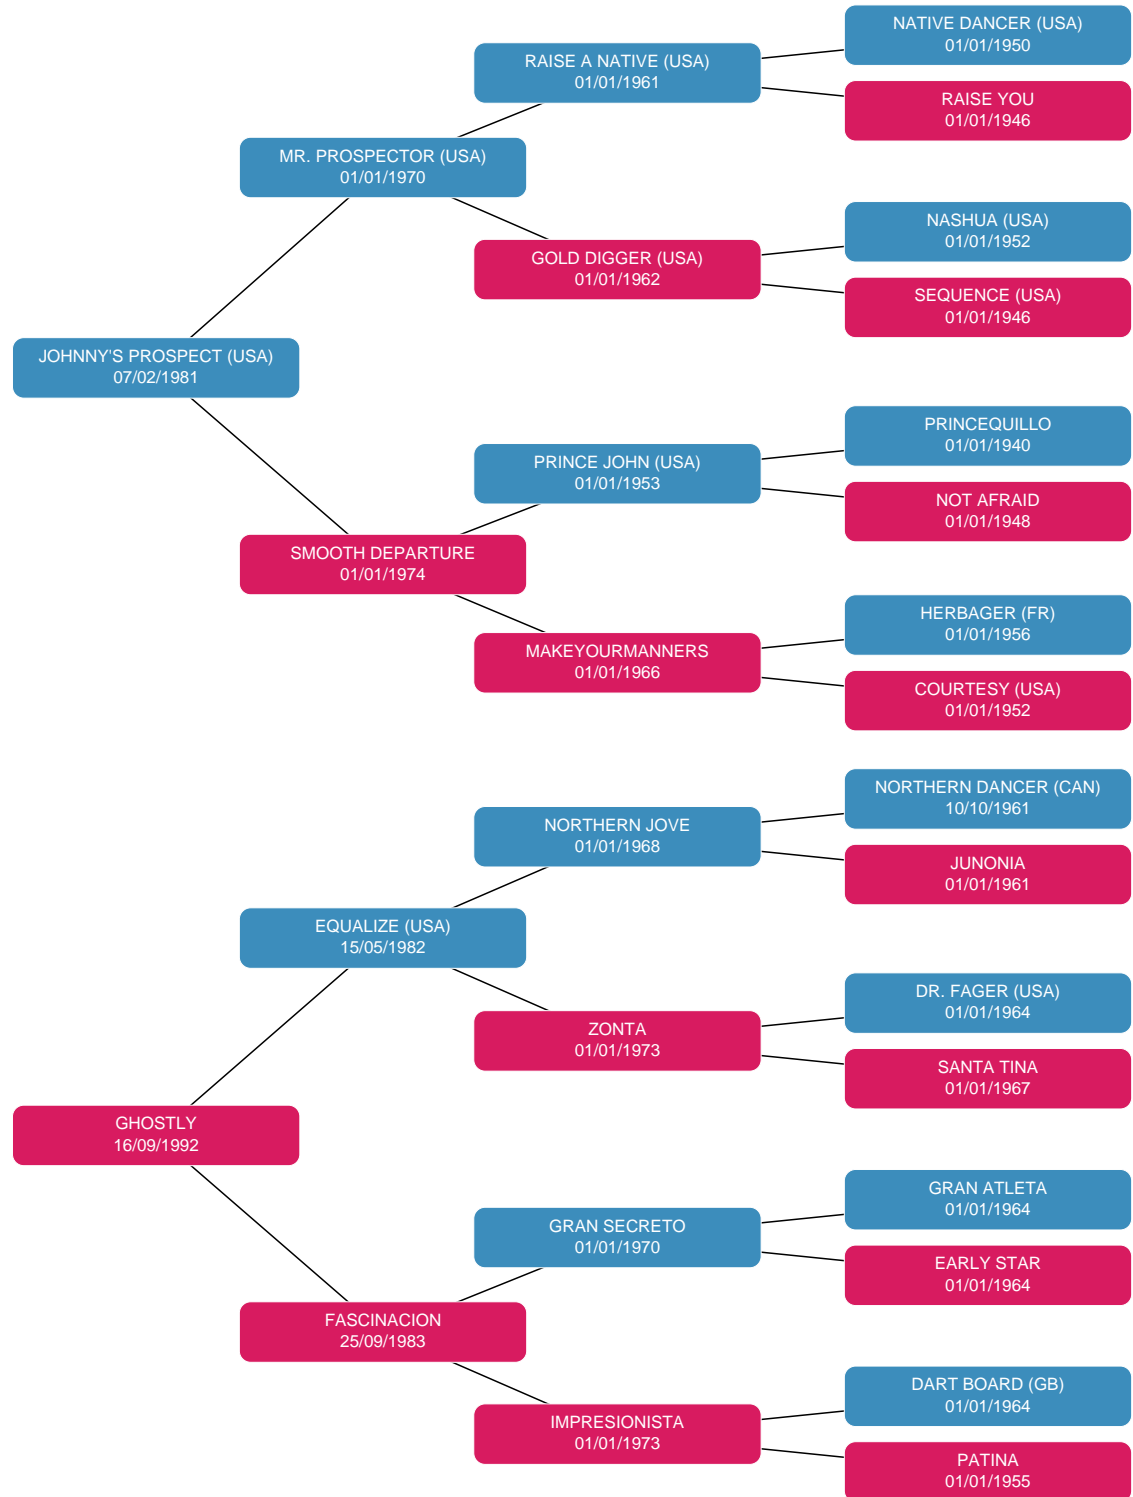 NATIVE DANCER (USA)
01/01/1950
RAISE A NATIVE (USA)
01/01/1961
RAISE YOU
01/01/1946
MR. PROSPECTOR (USA)
01/01/1970
NASHUA (USA)
01/01/1952
GOLD DIGGER (USA)
01/01/1962
SEQUENCE (USA)
01/01/1946
JOHNNY'S PROSPECT (USA)
07/02/1981
PRINCEQUILLO
01/01/1940
PRINCE JOHN (USA)
01/01/1953
NOT AFRAID
01/01/1948
SMOOTH DEPARTURE
01/01/1974
HERBAGER (FR)
01/01/1956
MAKEYOURMANNERS
01/01/1966
COURTESY (USA)
01/01/1952
NORTHERN DANCER (CAN)
10/10/1961
NORTHERN JOVE
01/01/1968
JUNONIA
01/01/1961
EQUALIZE (USA)
15/05/1982
DR. FAGER (USA)
01/01/1964
ZONTA
01/01/1973
SANTA TINA
01/01/1967
GHOSTLY
16/09/1992
GRAN ATLETA
01/01/1964
GRAN SECRETO
01/01/1970
EARLY STAR
01/01/1964
FASCINACION
25/09/1983
DART BOARD (GB)
01/01/1964
IMPRESIONISTA
01/01/1973
PATINA
01/01/1955